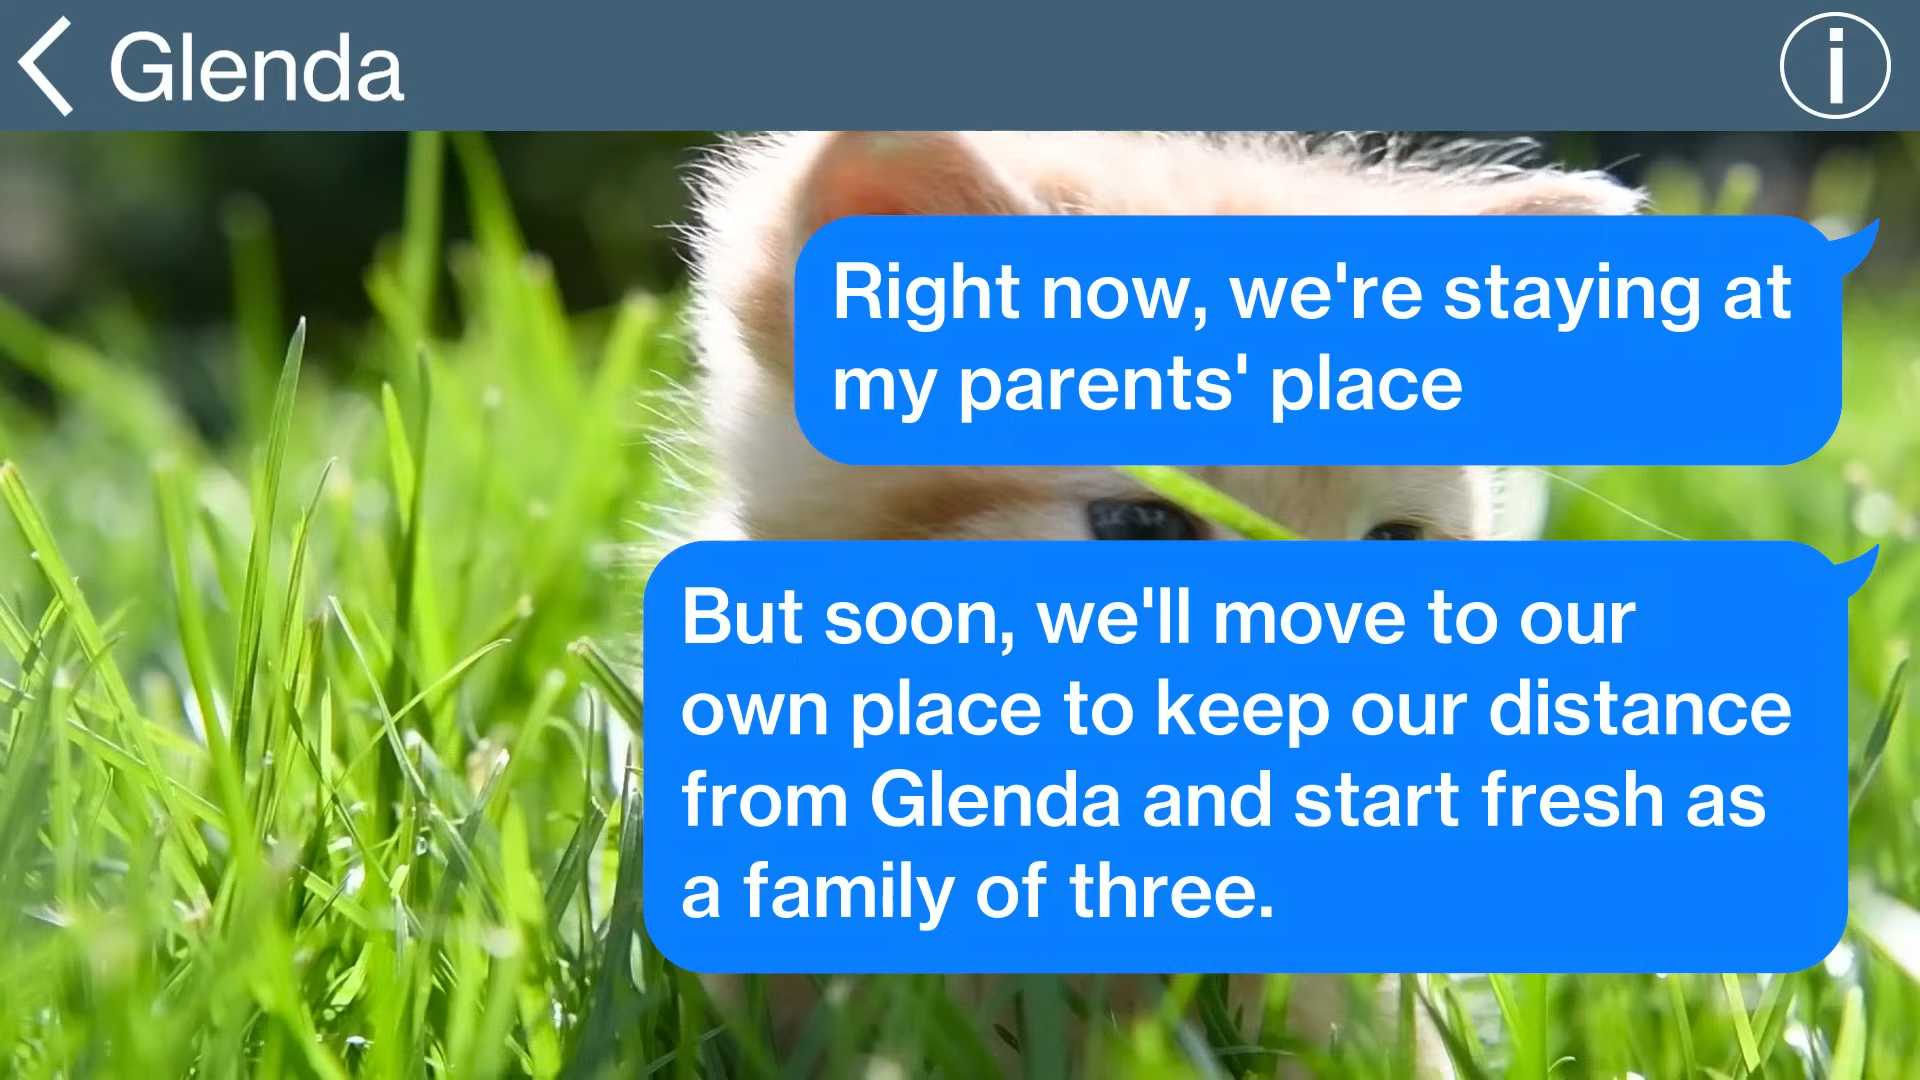 Glenda
i
Right now, we're staying at
my parents' place
But soon, we'll move to our
own place to keep our distance
from Glenda and start fresh as
a family of three.